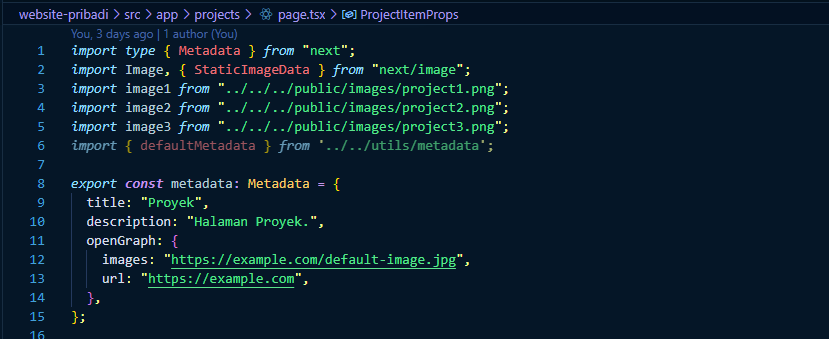 website-pribadi > src > app > projects > page.tsx > ProjectItemProps
You, 3 days ago | 1 author (You)
1 import type { Metadata } from "next";
2 import Image, { StaticImageData } from "next/image";
3 import image1 from "../../../public/images/project1.png";
4 import image2 from "../../../public/images/project2.png";
5 import image3 from "../../../public/images/project3.png";
6 import { defaultMetadata } from '../../utils/metadata';
7
8 export const metadata: Metadata = {
9 title: "Proyek",
10 description: "Halaman Proyek.",
11 openGraph: {
12 images: "https://example.com/default-image.jpg",
13 url: "https://example.com",
14 },
15 };
16